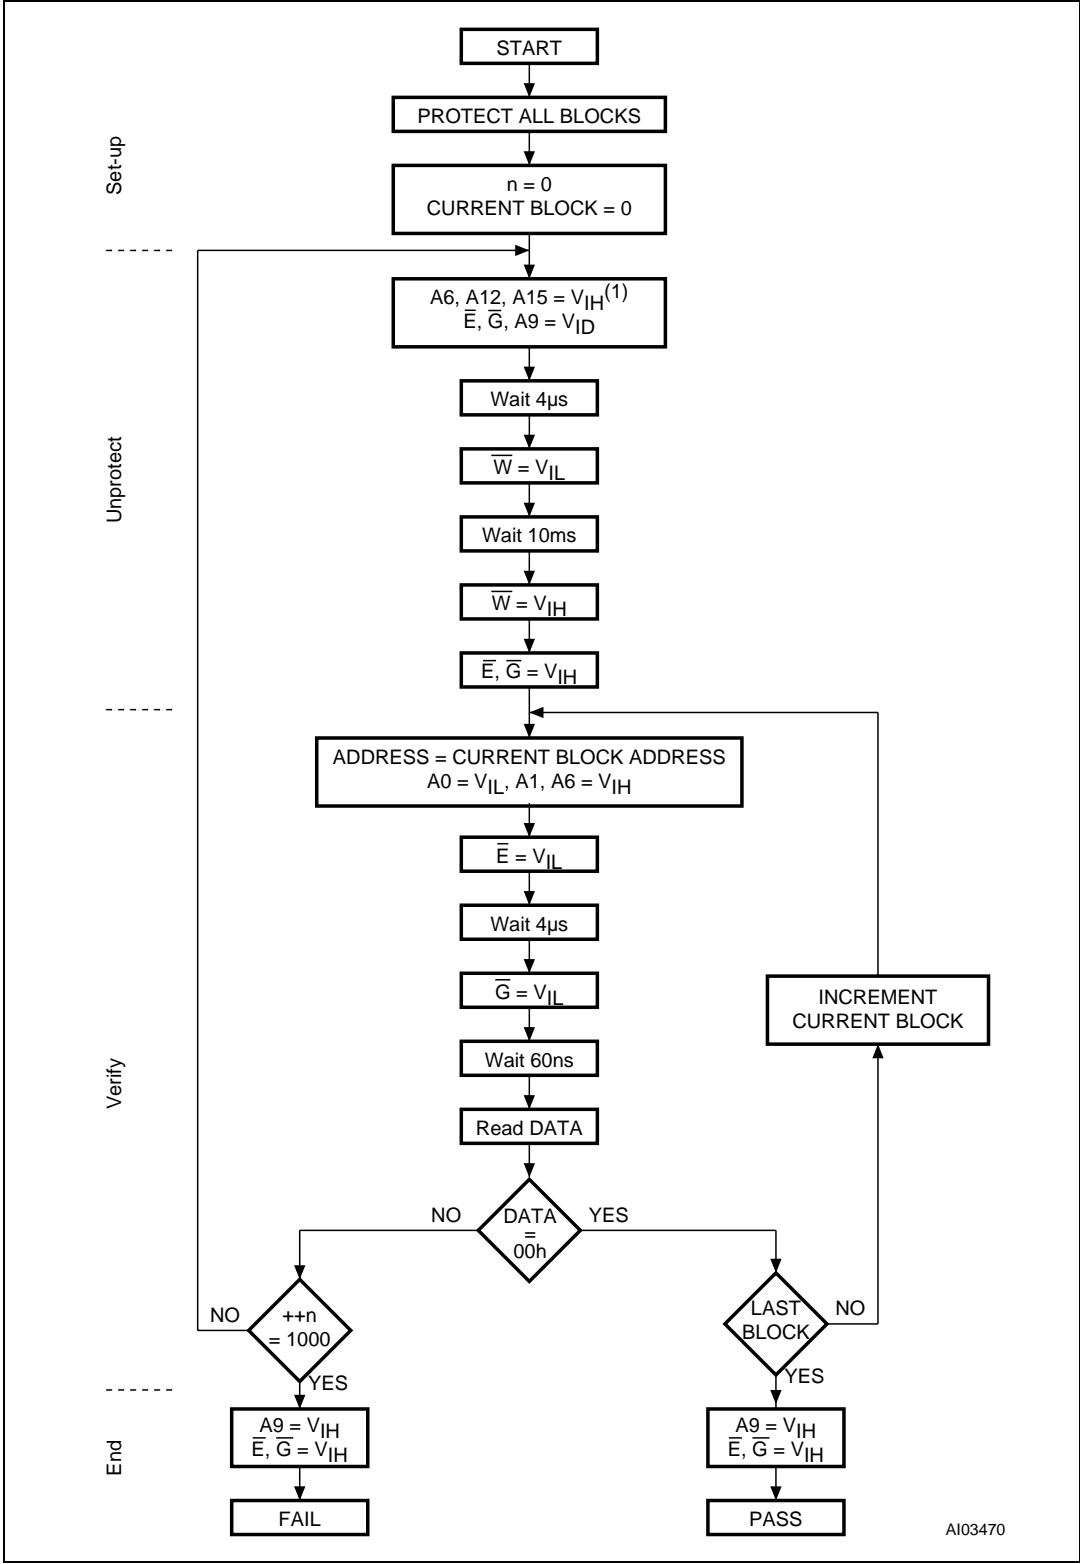 START
PROTECT ALL BLOCKS
Set-up
n = 0
CURRENT BLOCK = 0
A6, A12, A15 = VIH(1)
E̅, G̅, A9 = VID
Wait 4µs
Unprotect
W̅ = VIL
Wait 10ms
W̅ = VIH
E̅, G̅ = VIH
ADDRESS = CURRENT BLOCK ADDRESS
A0 = VIL, A1, A6 = VIH
E̅ = VIL
Wait 4µs
G̅ = VIL
INCREMENT
CURRENT BLOCK
Wait 60ns
Verify
Read DATA
NO
DATA
=
00h
YES
NO
++n
= 1000
YES
LAST
BLOCK
NO
YES
End
A9 = VIH
E̅, G̅ = VIH
A9 = VIH
E̅, G̅ = VIH
FAIL
PASS
AI03470